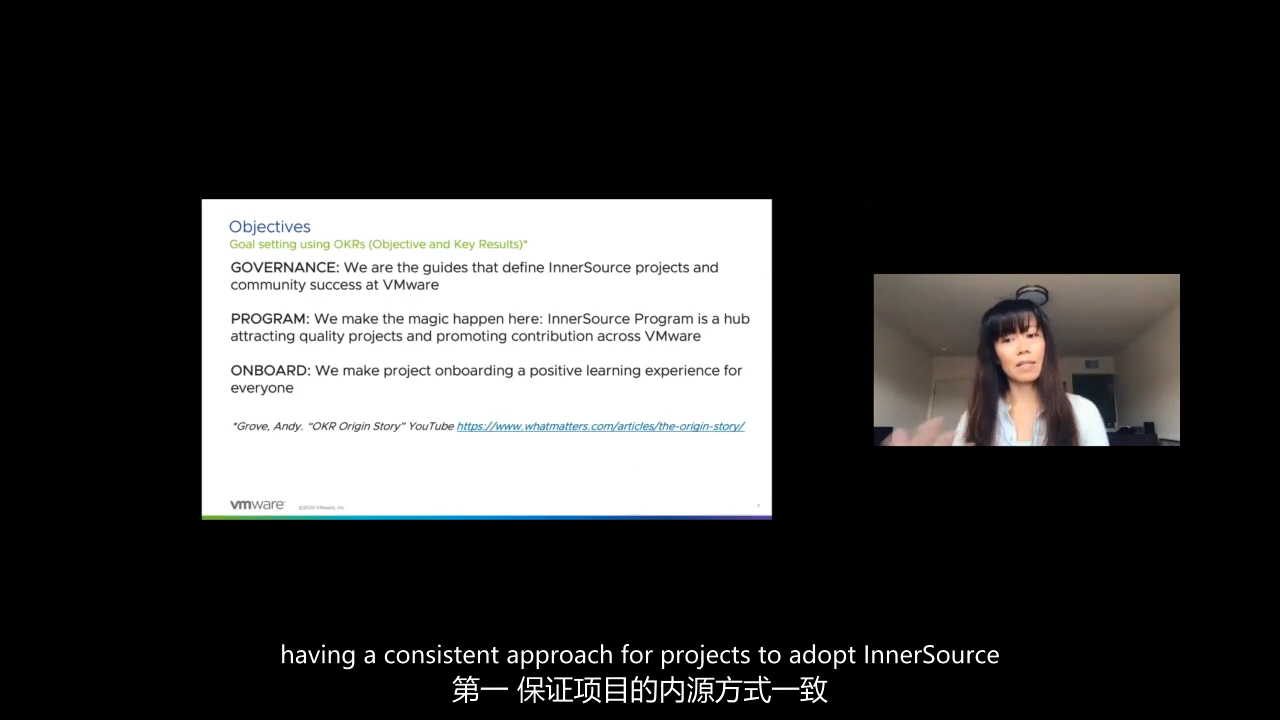 Objectives
Goal setting using OKRs (Objective and Key Results)*
GOVERNANCE: We are the guides that define InnerSource projects and
community success at VMware
PROGRAM: We make the magic happen here: InnerSource Program is a hub
attracting quality projects and promoting contribution across VMware
ONBOARD: We make project onboarding a positive learning experience for
everyone
*Grove, Andy. “OKR Origin Story” YouTube https://www.whatmatters.com/articles/the-origin-story/
vmware
©2020 VMware, Inc.
7
having a consistent approach for projects to adopt InnerSource
第一 保证项目的内源方式一致